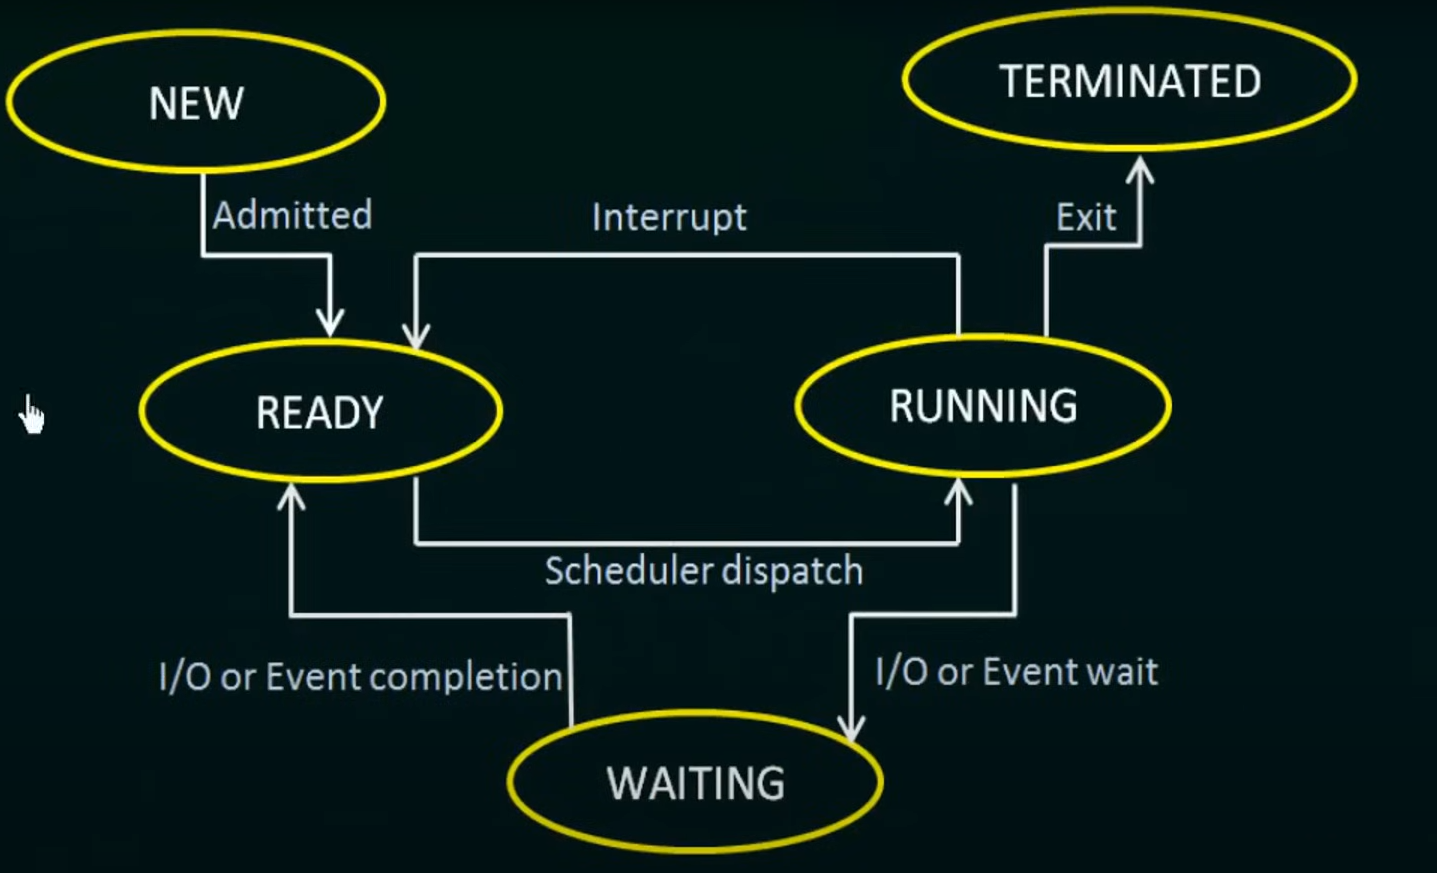 NEW
TERMINATED
Admitted
Interrupt
Exit
READY
RUNNING
Scheduler dispatch
I/O or Event completion
I/O or Event wait
WAITING